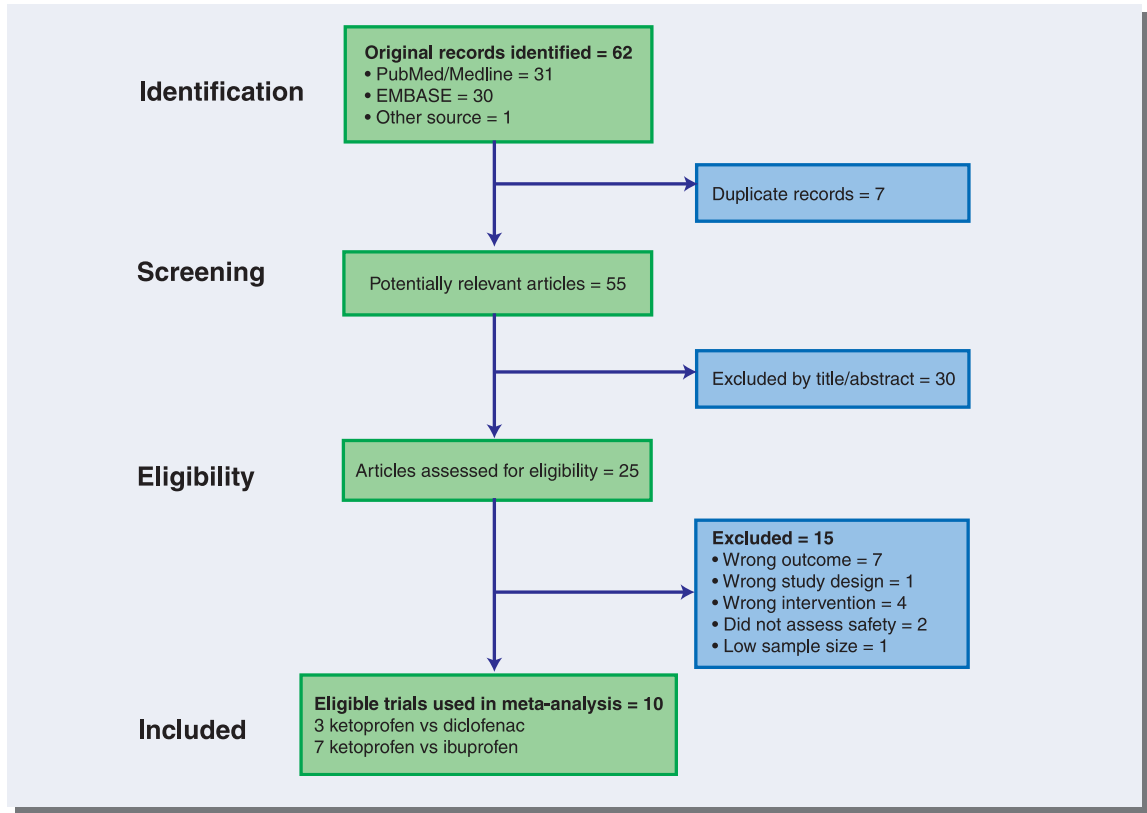 Identification
Original records identified = 62
• PubMed/Medline = 31
• EMBASE = 30
• Other source = 1
Duplicate records = 7
Screening
Potentially relevant articles = 55
Excluded by title/abstract = 30
Eligibility
Articles assessed for eligibility = 25
Excluded = 15
• Wrong outcome = 7
• Wrong study design = 1
• Wrong intervention = 4
• Did not assess safety = 2
• Low sample size = 1
Included
Eligible trials used in meta-analysis = 10
3 ketoprofen vs diclofenac
7 ketoprofen vs ibuprofen